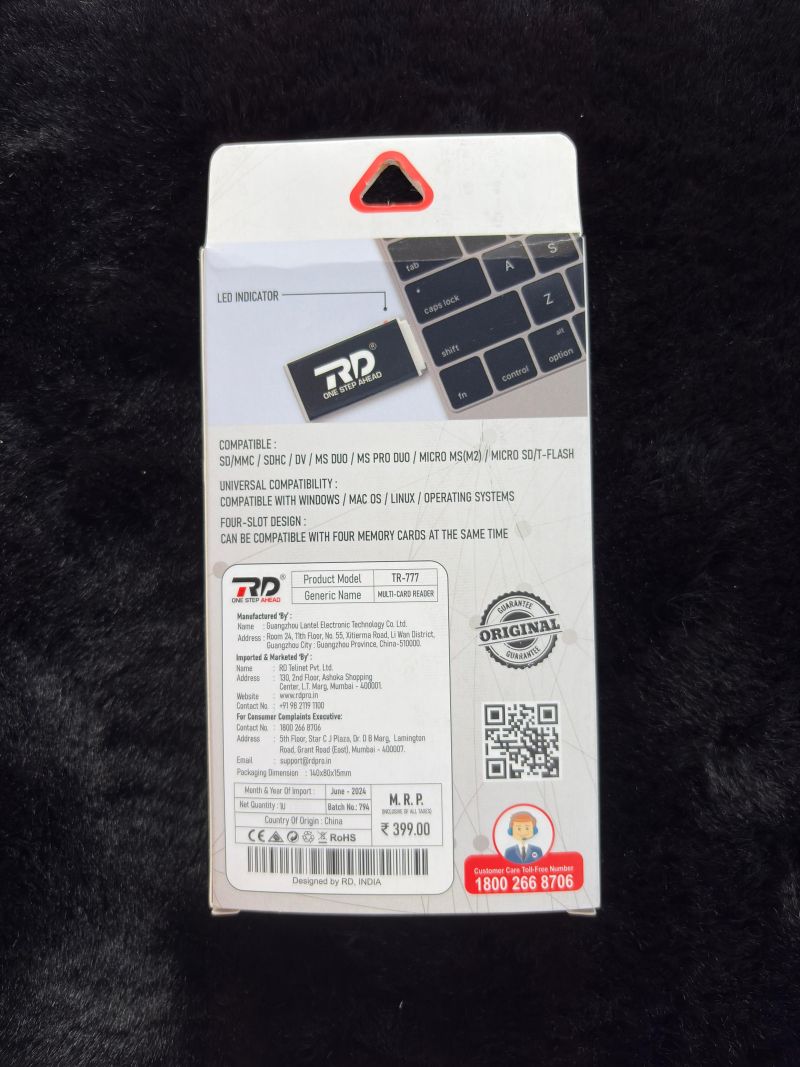 LED INDICATOR
tab
A
S
caps lock
Z
shift
alt
fn
control
option
RD®
ONE STEP AHEAD
COMPATIBLE :
SD/MMC / SDHC / DV / MS DUO / MS PRO DUO / MICRO MS(M2) / MICRO SD/T-FLASH
UNIVERSAL COMPATIBILITY :
COMPATIBLE WITH WINDOWS / MAC OS / LINUX / OPERATING SYSTEMS
FOUR-SLOT DESIGN :
CAN BE COMPATIBLE WITH FOUR MEMORY CARDS AT THE SAME TIME
RD®
ONE STEP AHEAD
Product Model TR-777
Generic Name MULTI-CARD READER
Manufactured 'By' :
Name : Guangzhou Lantel Electronic Technology Co. Ltd.
Address : Room 24, 11th Floor, No. 55, Xitierma Road, Li Wan District,
Guangzhou City : Guangzhou Province, China-510000.
Imported & Marketed 'By' :
Name : RD Telinet Pvt. Ltd.
Address : 130, 2nd Floor, Ashoka Shopping
Center, L.T. Marg, Mumbai - 400001.
Website : www.rdpro.in
Contact No. : +91 98 2119 1100
For Consumer Complaints Executive:
Contact No. : 1800 266 8706
Address : 5th Floor, Star C J Plaza, Dr. D B Marg, Lamington
Road, Grant Road (East), Mumbai - 400007.
Email : support@rdpro.in
Packaging Dimension : 140x80x15mm
Month & Year Of Import : June - 2024
Net Quantity : 1U Batch No.: 794
Country Of Origin : China
M. R. P.
(INCLUSIVE OF ALL TAXES)
₹ 399.00
CE RoHS
Designed by RD, INDIA
GUARANTEE
ORIGINAL
GUARANTEE
Customer Care Toll-Free Number
1800 266 8706